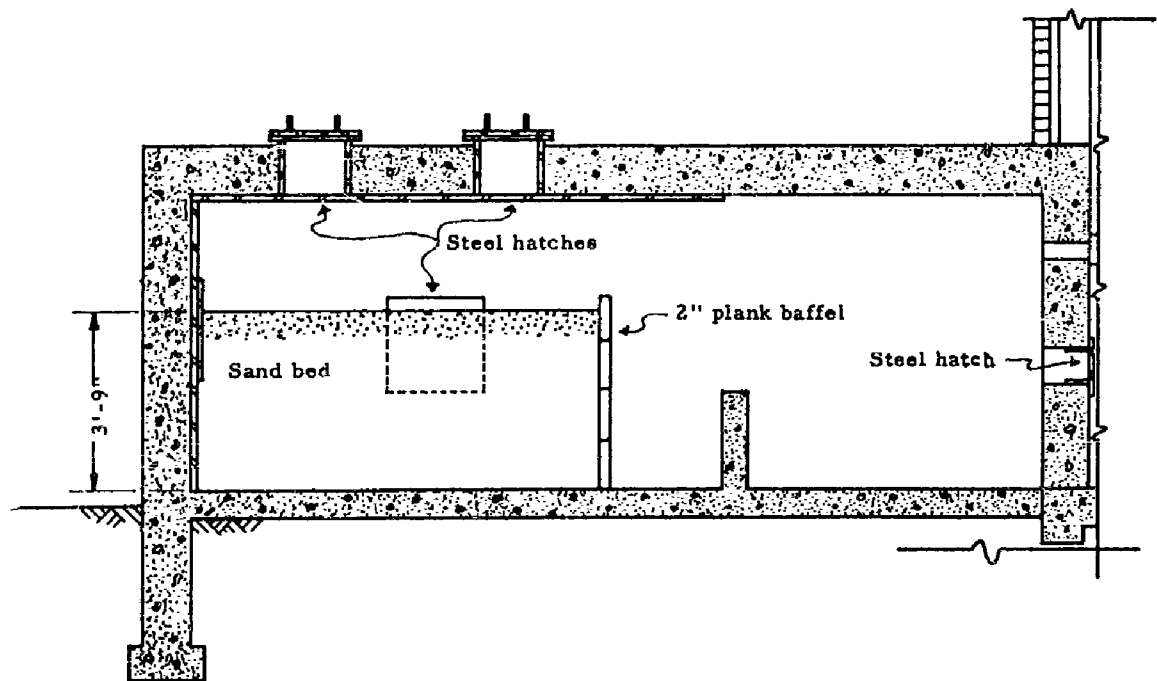 Steel hatches
2" plank baffel
Steel hatch
Sand bed
3'-9"